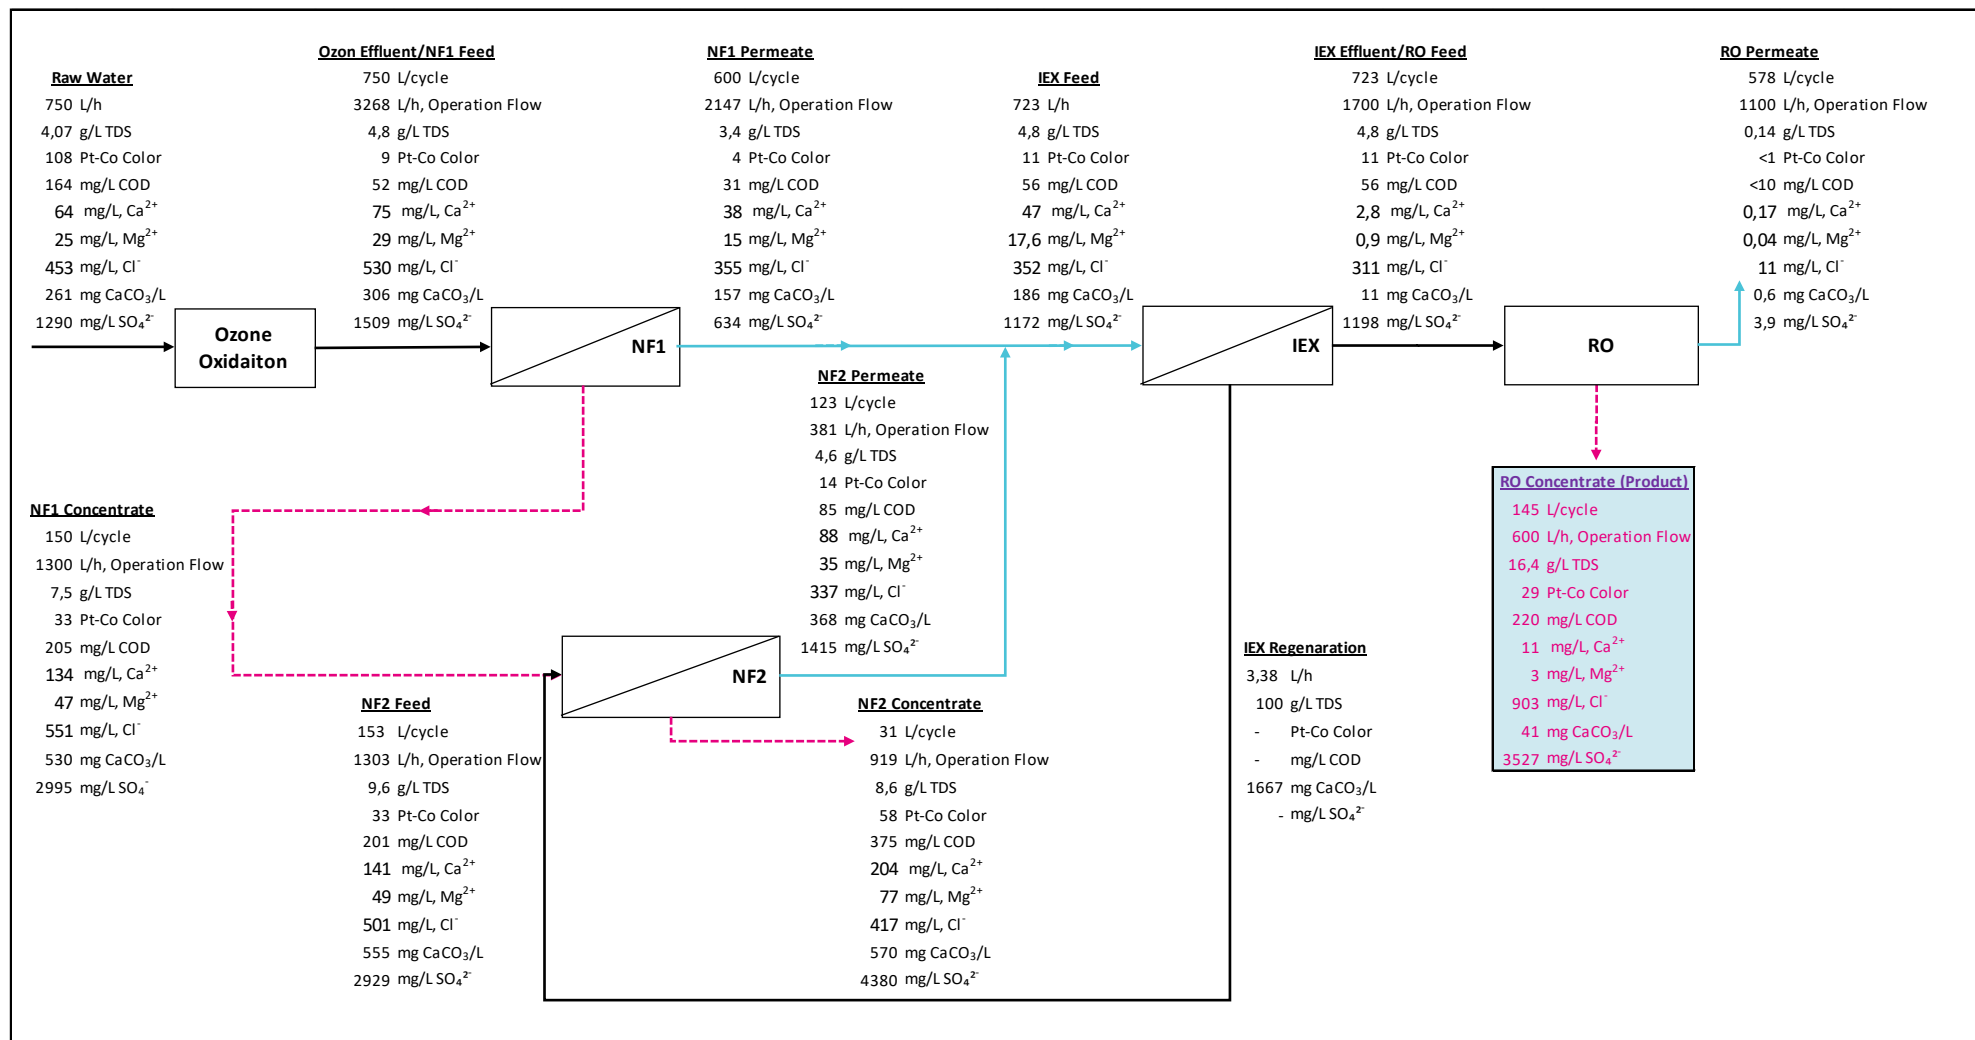 Raw Water
750 L/h
4,07 g/L TDS
108 Pt-Co Color
164 mg/L COD
64 mg/L, Ca²⁺
25 mg/L, Mg²⁺
453 mg/L, Cl⁻
261 mg CaCO₃/L
1290 mg/L SO₄²⁻
Ozone
Oxidaiton
Ozon Effluent/NF1 Feed
750 L/cycle
3268 L/h, Operation Flow
4,8 g/L TDS
9 Pt-Co Color
52 mg/L COD
75 mg/L, Ca²⁺
29 mg/L, Mg²⁺
530 mg/L, Cl⁻
306 mg CaCO₃/L
1509 mg/L SO₄²⁻
NF1
NF1 Permeate
600 L/cycle
2147 L/h, Operation Flow
3,4 g/L TDS
4 Pt-Co Color
31 mg/L COD
38 mg/L, Ca²⁺
15 mg/L, Mg²⁺
355 mg/L, Cl⁻
157 mg CaCO₃/L
634 mg/L SO₄²⁻
IEX Feed
723 L/h
4,8 g/L TDS
11 Pt-Co Color
56 mg/L COD
47 mg/L, Ca²⁺
17,6 mg/L, Mg²⁺
352 mg/L, Cl⁻
186 mg CaCO₃/L
1172 mg/L SO₄²⁻
IEX
IEX Effluent/RO Feed
723 L/cycle
1700 L/h, Operation Flow
4,8 g/L TDS
11 Pt-Co Color
56 mg/L COD
2,8 mg/L, Ca²⁺
0,9 mg/L, Mg²⁺
311 mg/L, Cl⁻
11 mg CaCO₃/L
1198 mg/L SO₄²⁻
RO
RO Permeate
578 L/cycle
1100 L/h, Operation Flow
0,14 g/L TDS
<1 Pt-Co Color
<10 mg/L COD
0,17 mg/L, Ca²⁺
0,04 mg/L, Mg²⁺
11 mg/L, Cl⁻
0,6 mg CaCO₃/L
3,9 mg/L SO₄²⁻
NF2 Permeate
123 L/cycle
381 L/h, Operation Flow
4,6 g/L TDS
14 Pt-Co Color
85 mg/L COD
88 mg/L, Ca²⁺
35 mg/L, Mg²⁺
337 mg/L, Cl⁻
368 mg CaCO₃/L
1415 mg/L SO₄²⁻
NF1 Concentrate
150 L/cycle
1300 L/h, Operation Flow
7,5 g/L TDS
33 Pt-Co Color
205 mg/L COD
134 mg/L, Ca²⁺
47 mg/L, Mg²⁺
551 mg/L, Cl⁻
530 mg CaCO₃/L
2995 mg/L SO₄⁻
NF2
NF2 Feed
153 L/cycle
1303 L/h, Operation Flow
9,6 g/L TDS
33 Pt-Co Color
201 mg/L COD
141 mg/L, Ca²⁺
49 mg/L, Mg²⁺
501 mg/L, Cl⁻
555 mg CaCO₃/L
2929 mg/L SO₄²⁻
NF2 Concentrate
31 L/cycle
919 L/h, Operation Flow
8,6 g/L TDS
58 Pt-Co Color
375 mg/L COD
204 mg/L, Ca²⁺
77 mg/L, Mg²⁺
417 mg/L, Cl⁻
570 mg CaCO₃/L
4380 mg/L SO₄²⁻
IEX Regenaration
3,38 L/h
100 g/L TDS
- Pt-Co Color
- mg/L COD
1667 mg CaCO₃/L
- mg/L SO₄²⁻
RO Concentrate (Product)
145 L/cycle
600 L/h, Operation Flow
16,4 g/L TDS
29 Pt-Co Color
220 mg/L COD
11 mg/L, Ca²⁺
3 mg/L, Mg²⁺
903 mg/L, Cl⁻
41 mg CaCO₃/L
3527 mg/L SO₄²⁻